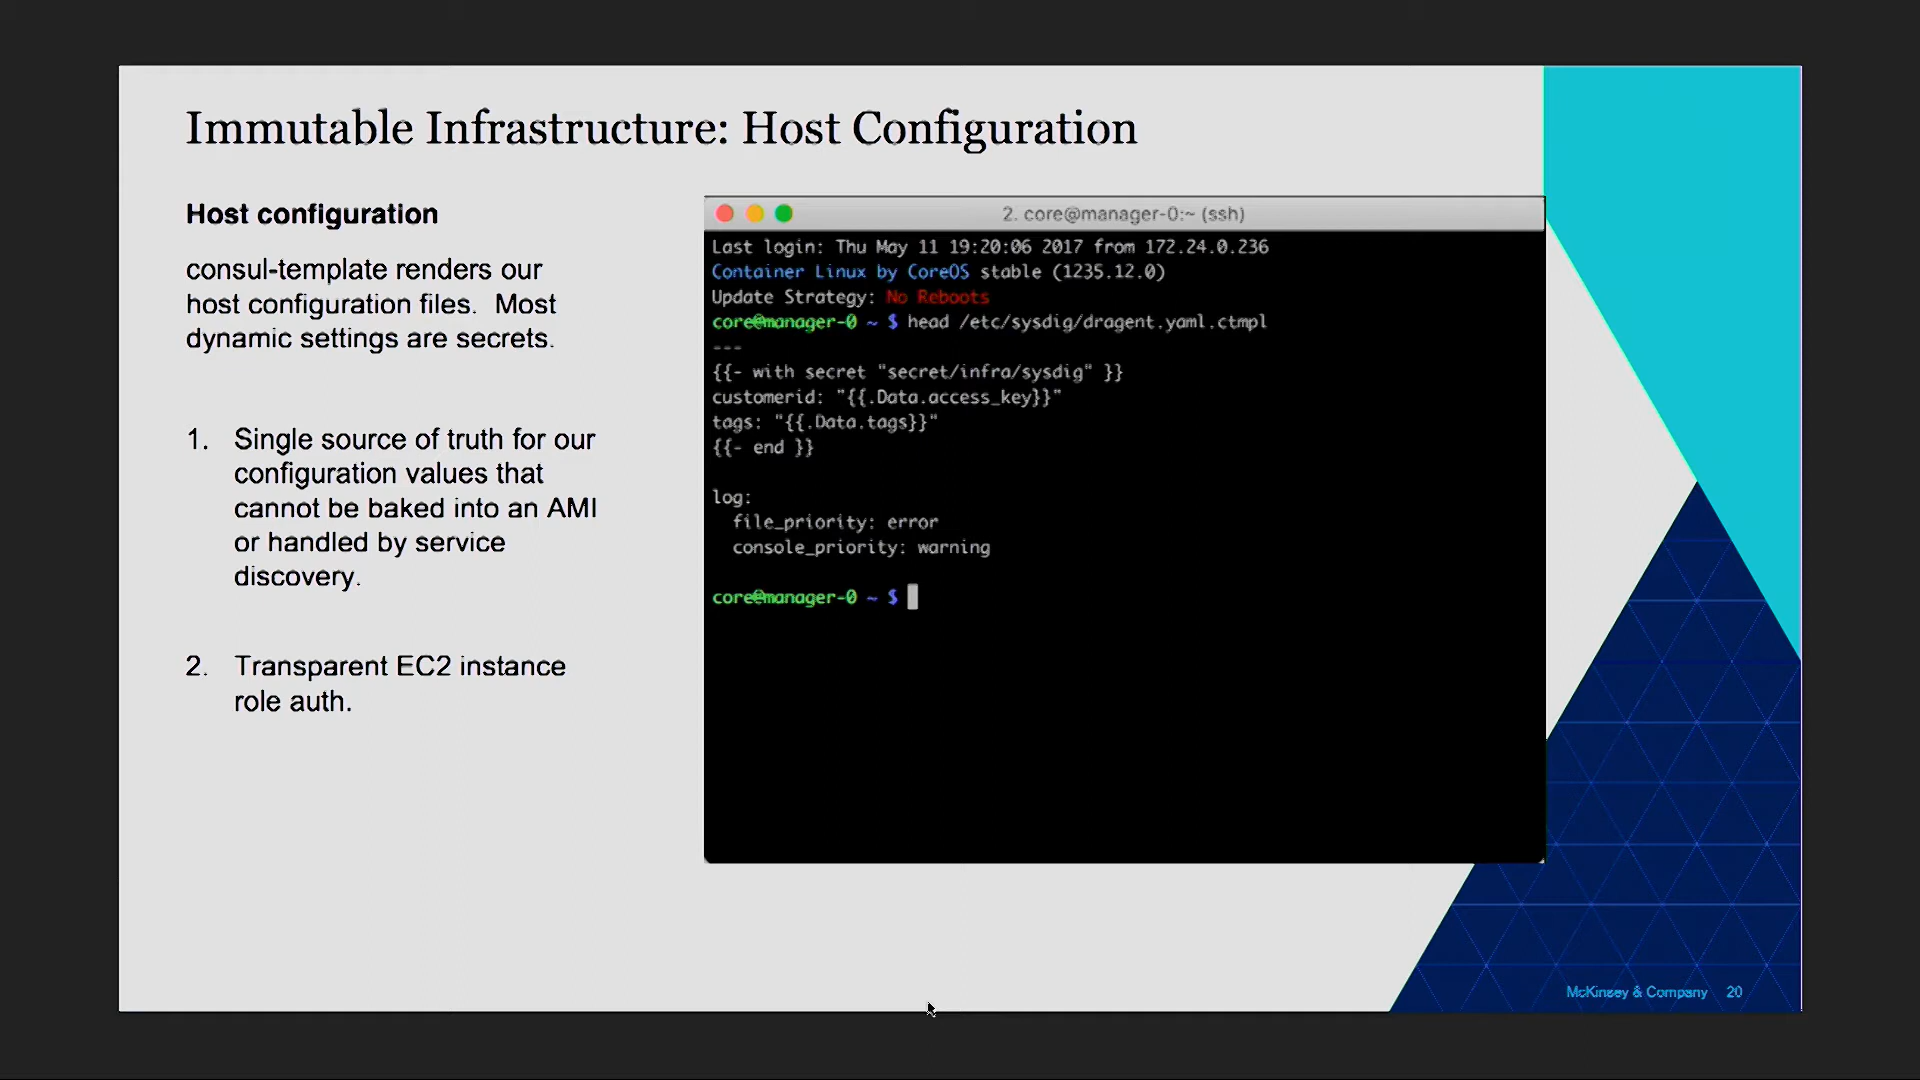 Immutable Infrastructure: Host Configuration
Host configuration
consul-template renders our
host configuration files.  Most
dynamic settings are secrets.
1. Single source of truth for our
configuration values that
cannot be baked into an AMI
or handled by service
discovery.
2. Transparent EC2 instance
role auth.
2. core@manager-0:~ (ssh)
Last login: Thu May 11 19:20:06 2017 from 172.24.0.236
Container Linux by CoreOS stable (1235.12.0)
Update Strategy: No Reboots
core@manager-0 ~ $ head /etc/sysdig/dragent.yaml.ctmpl
---
{{- with secret "secret/infra/sysdig" }}
customerid: "{{.Data.access_key}}"
tags: "{{.Data.tags}}"
{{- end }}
log:
  file_priority: error
  console_priority: warning
core@manager-0 ~ $
McKinsey & Company 20